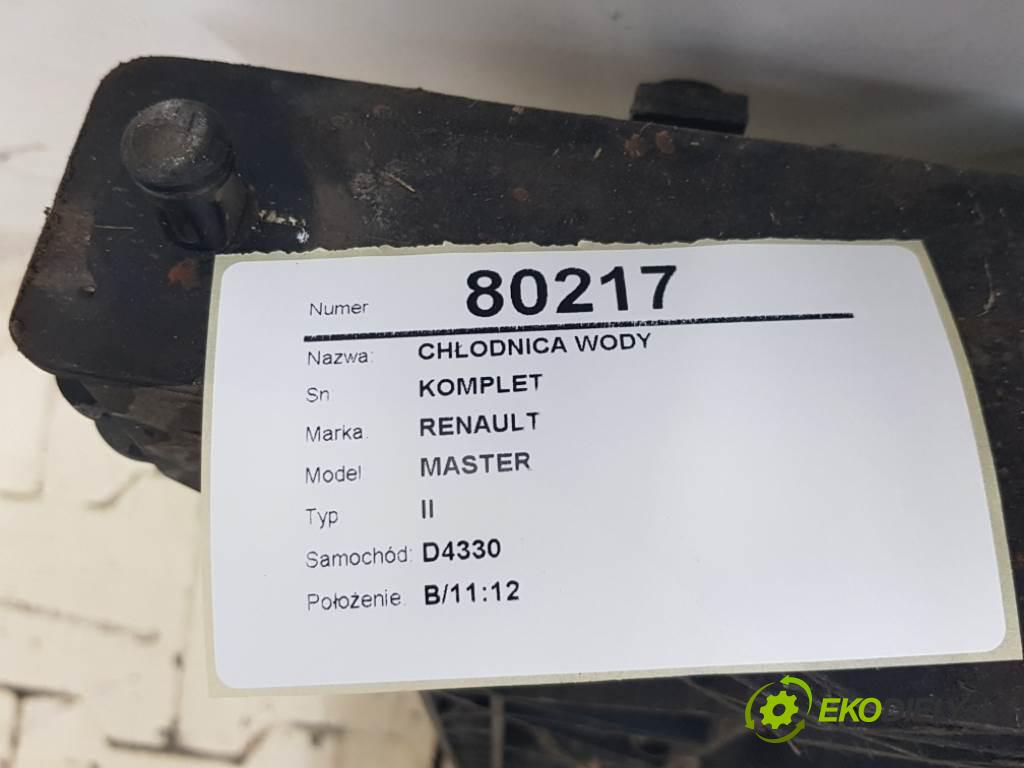 Numer 80217
Nazwa: CHŁODNICA WODY
Sn KOMPLET
Marka. RENAULT
Model MASTER
Typ II
Samochód: D4330
Położenie. B/11:12
EKO